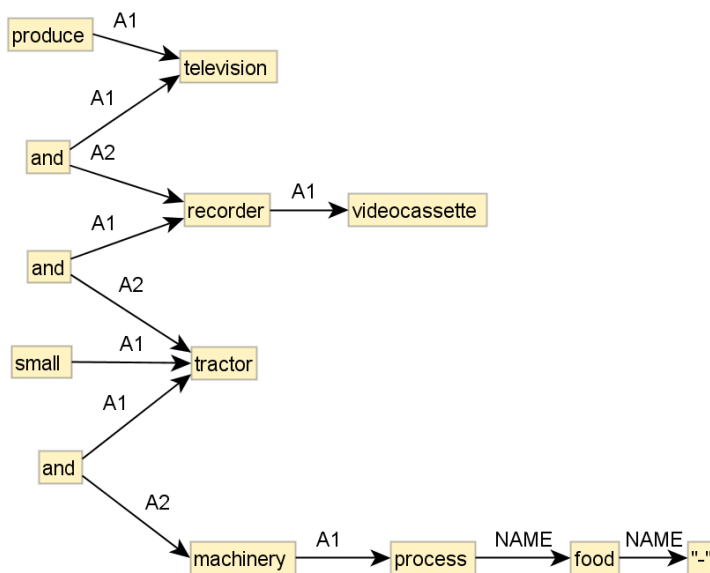 A1
produce
television
A1
and
A2
A1
recorder
videocassette
A1
and
A2
A1
small
tractor
A1
and
A2
A1
NAME
NAME
machinery
process
food
"-"